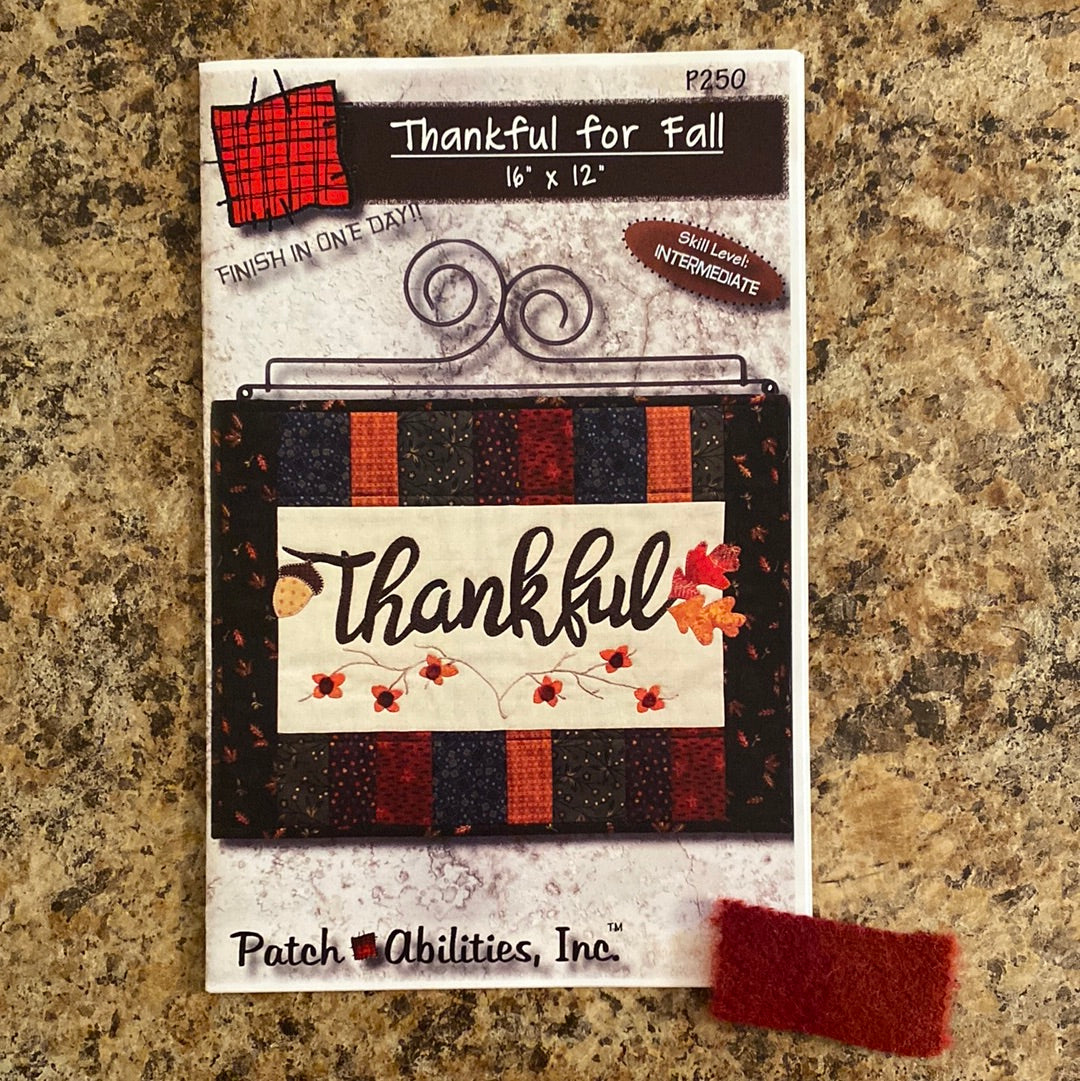 P250
Thankful for Fall
16" x 12"
FINISH IN ONE DAY!!
Skill Level:
INTERMEDIATE
Thankful
Patch Abilities, Inc.™